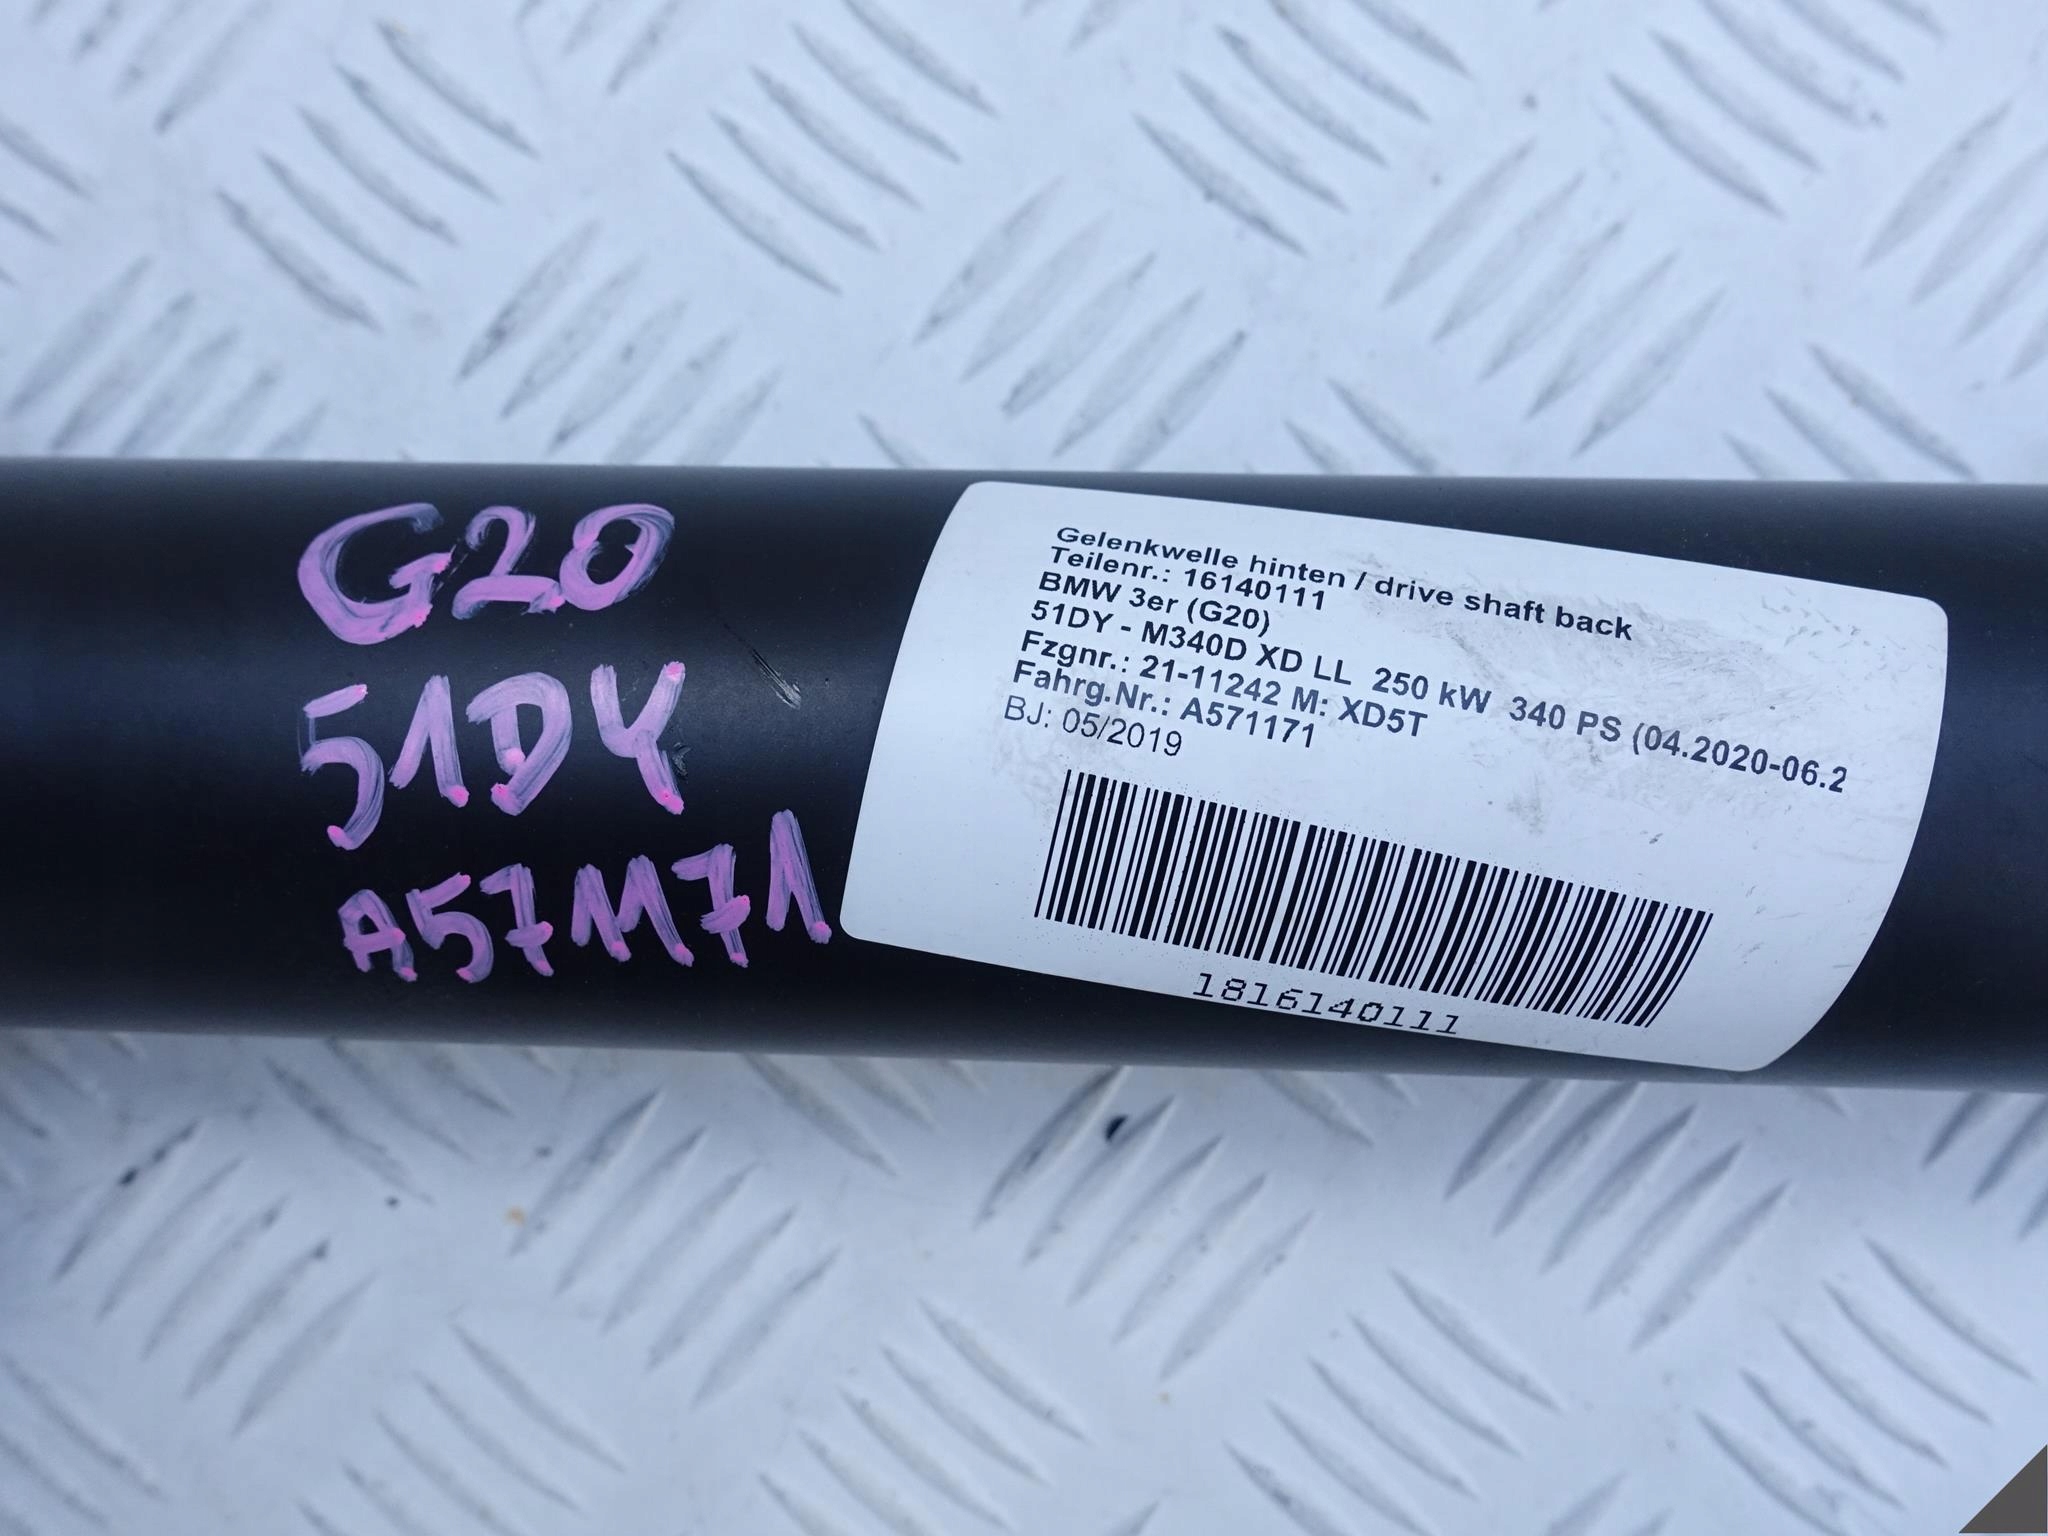 G20
51DY
A571171
Gelenkwelle hinten / drive shaft back
Teilenr.: 16140111
BMW 3er (G20)
51DY - M340D XD LL 250 kW 340 PS (04.2020-06.2
Fzgnr.: 21-11242 M: XD5T
Fahrg.Nr.: A571171
BJ: 05/2019
1816140111